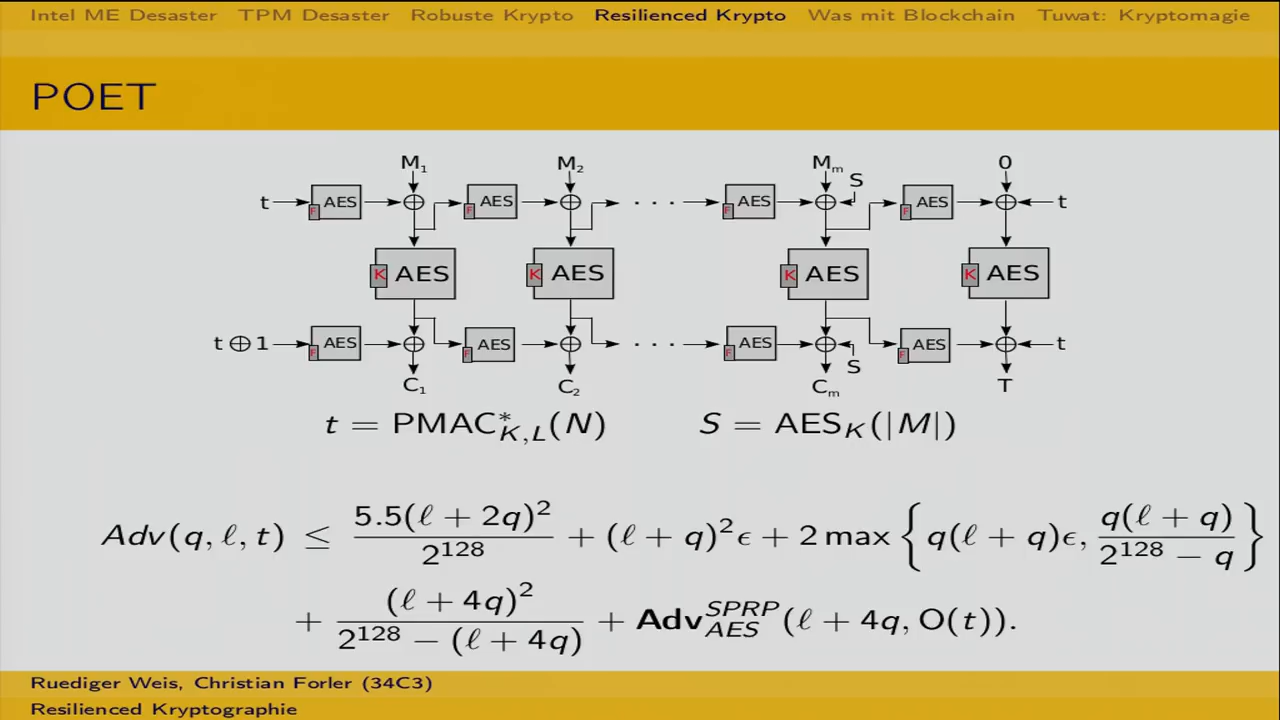 Intel ME Desaster TPM Desaster Robuste Krypto Resilienced Krypto Was mit Blockchain Tuwat: Kryptomagie
POET
M₁ M₂ Mₘ S 0
t F AES F AES · · · F AES F AES t
K AES K AES K AES K AES
t ⊕ 1 F AES F AES · · · F AES F AES t
C₁ C₂ Cₘ S T
t = PMAC*_{K,L}(N) S = AES_K(|M|)
Adv(q, ℓ, t) ≤ 5.5(ℓ + 2q)² / 2¹²⁸ + (ℓ + q)²ϵ + 2 max { q(ℓ + q)ϵ, q(ℓ + q) / 2¹²⁸ − q }
+ (ℓ + 4q)² / 2¹²⁸ − (ℓ + 4q) + Adv^{SPRP}_{AES}(ℓ + 4q, O(t)).
Ruediger Weis, Christian Forler (34C3)
Resilienced Kryptographie